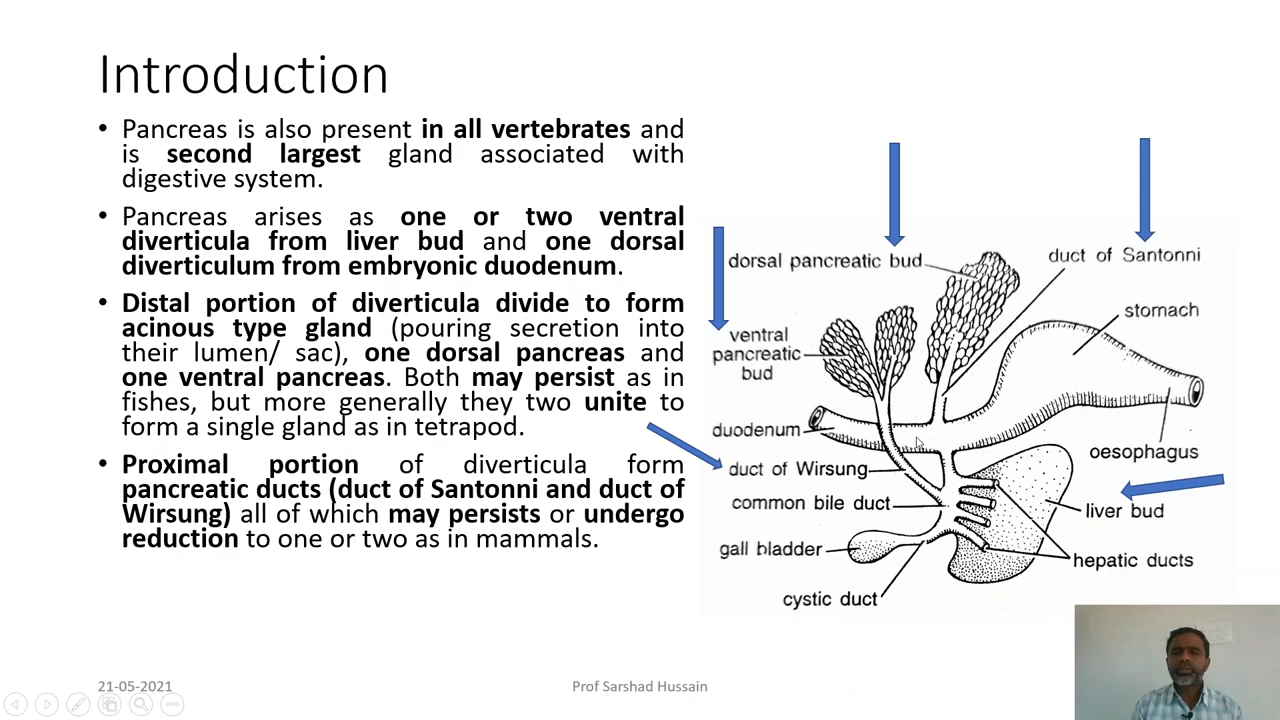 Introduction
• Pancreas is also present in all vertebrates and
is second largest gland associated with
digestive system.
• Pancreas arises as one or two ventral
diverticula from liver bud and one dorsal
diverticulum from embryonic duodenum.
• Distal portion of diverticula divide to form
acinous type gland (pouring secretion into
their lumen/ sac), one dorsal pancreas and
one ventral pancreas. Both may persist as in
fishes, but more generally they two unite to
form a single gland as in tetrapod.
• Proximal portion of diverticula form
pancreatic ducts (duct of Santonni and duct of
Wirsung) all of which may persists or undergo
reduction to one or two as in mammals.
dorsal pancreatic bud
duct of Santonni
stomach
ventral
pancreatic
bud
duodenum
oesophagus
duct of Wirsung
common bile duct
liver bud
gall bladder
hepatic ducts
cystic duct
21-05-2021
Prof Sarshad Hussain